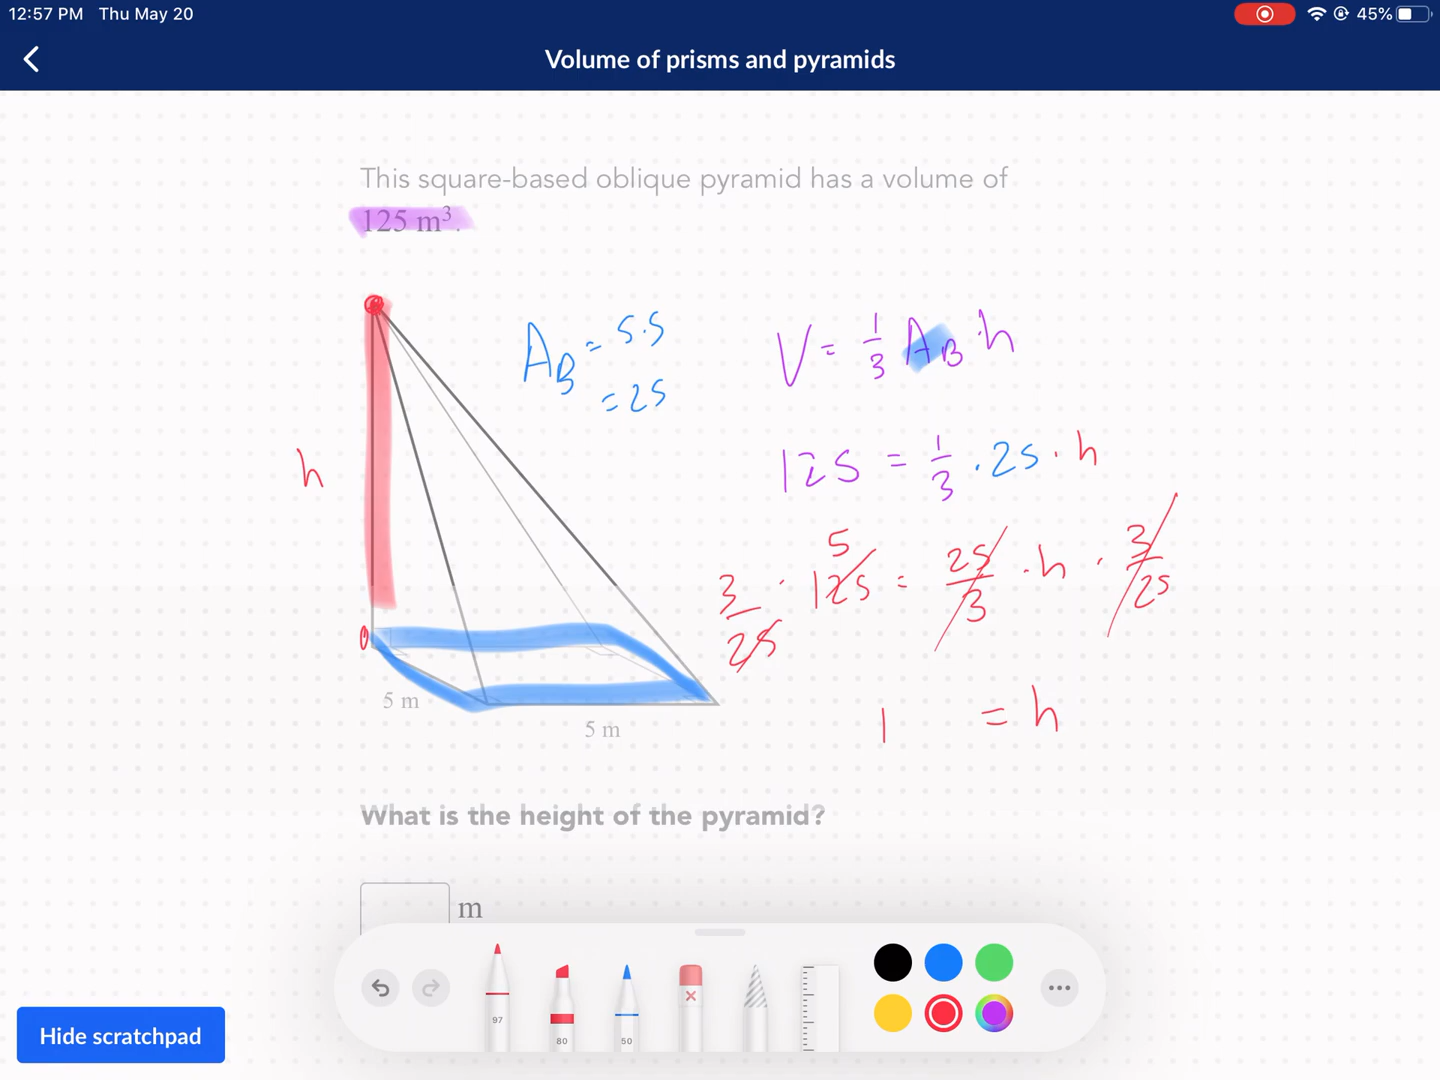 12:57 PM Thu May 20
45%
Volume of prisms and pyramids
This square-based oblique pyramid has a volume of
125 m³.
A_B = 5·5
= 25
V = 1/3 A_B · h
h
125 = 1/3 · 25 · h
5
3/25 · 125 = 25/3 · h · 3/25
1 = h
5 m
5 m
What is the height of the pyramid?
m
97
80
50
Hide scratchpad